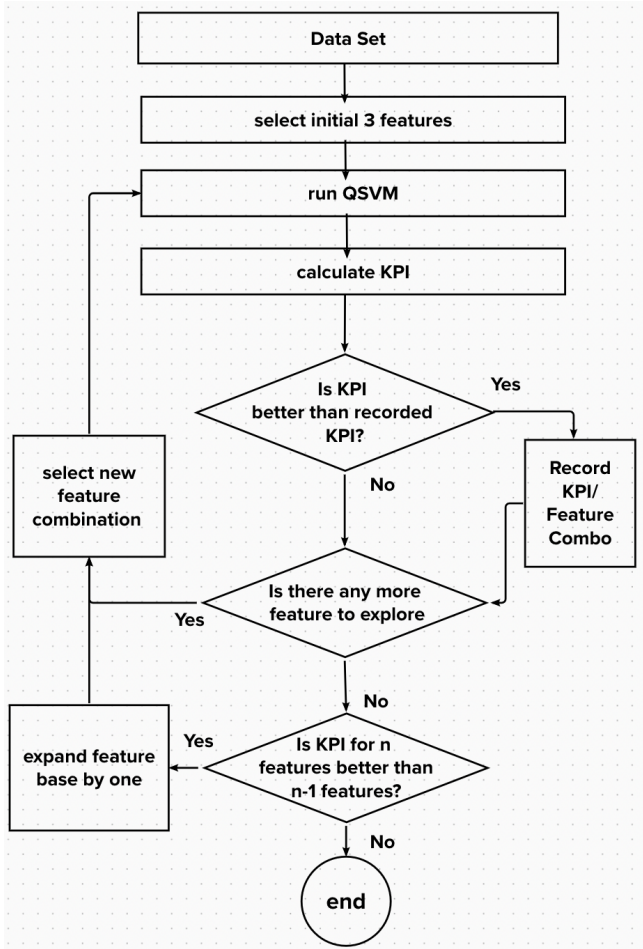 Data Set
select initial 3 features
run QSVM
calculate KPI
Is KPI
better than recorded
KPI?
Yes
Record
KPI/
Feature
Combo
No
select new
feature
combination
Is there any more
feature to explore
Yes
No
Is KPI for n
features better than
n-1 features?
Yes
expand feature
base by one
No
end